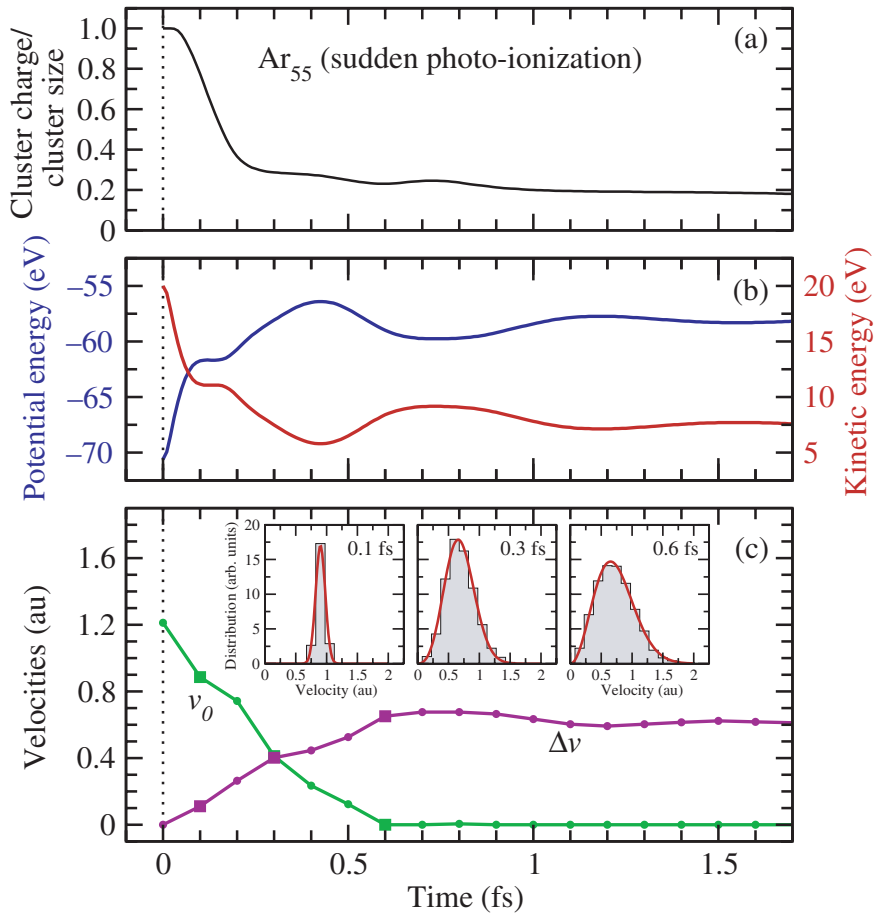 Cluster charge/
cluster size
1.0
0.8
0.6
0.4
0.2
0
(a)
Ar55 (sudden photo-ionization)
Potential energy (eV)
−55
−60
−65
−70
(b)
20
15
10
5
Kinetic energy (eV)
Velocities (au)
1.6
1.2
0.8
0.4
0
(c)
v0
Δv
Distribution (arb. units)
20
15
10
5
0
0.1 fs
0 0.5 1 1.5 2
Velocity (au)
0.3 fs
0 0.5 1 1.5 2
0.6 fs
0 0.5 1 1.5 2
Velocity (au)
0 0.5 1 1.5
Time (fs)